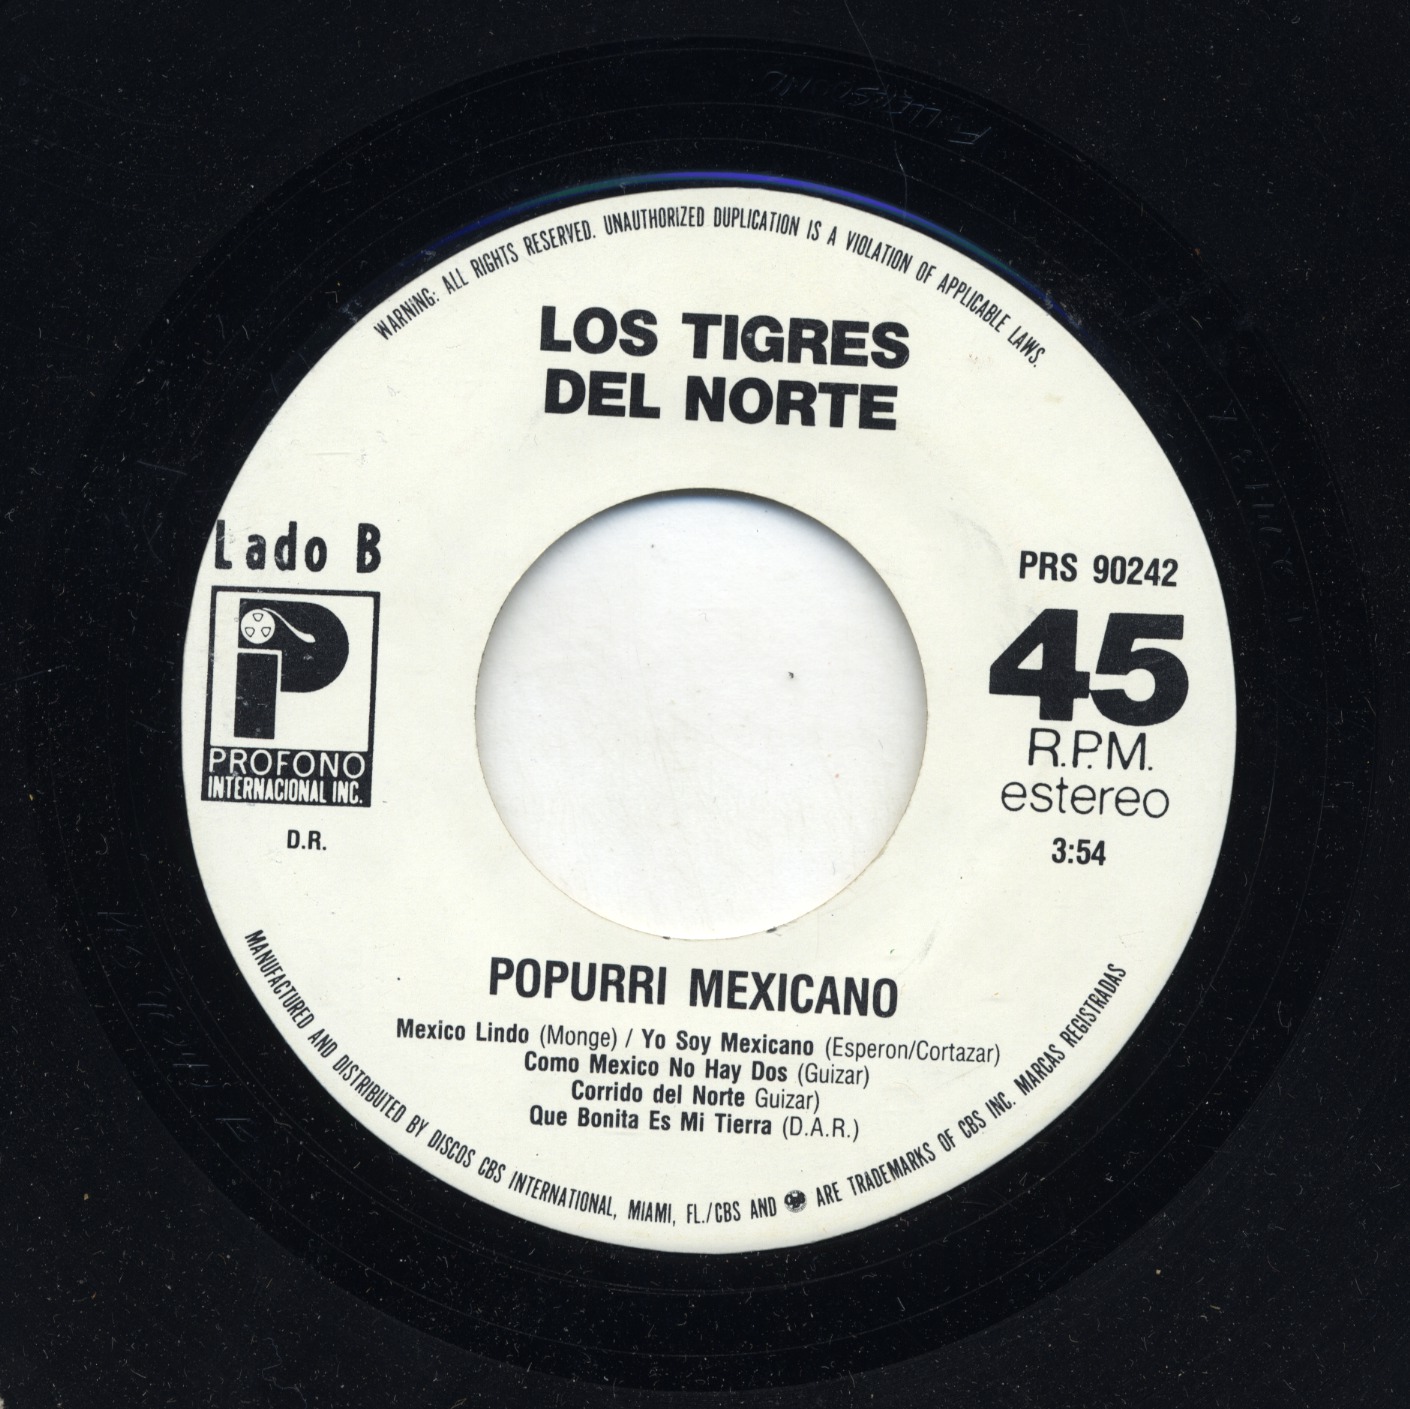 WARNING: ALL RIGHTS RESERVED. UNAUTHORIZED DUPLICATION IS A VIOLATION OF APPLICABLE LAWS.
LOS TIGRES
DEL NORTE
Lado B
PROFONO
INTERNACIONAL INC.
D.R.
PRS 90242
45
R.P.M.
estereo
3:54
POPURRI MEXICANO
Mexico Lindo (Monge) / Yo Soy Mexicano (Esperon/Cortazar)
Como Mexico No Hay Dos (Guizar)
Corrido del Norte Guizar)
Que Bonita Es Mi Tierra (D.A.R.)
MANUFACTURED AND DISTRIBUTED BY DISCOS CBS INTERNATIONAL, MIAMI, FL./CBS AND ARE TRADEMARKS OF CBS INC. MARCAS REGISTRADAS